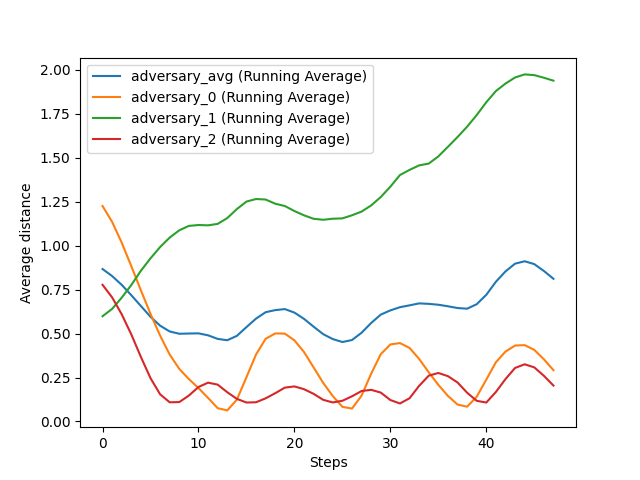 adversary_avg (Running Average)
adversary_0 (Running Average)
adversary_1 (Running Average)
adversary_2 (Running Average)
Average distance
2.00
1.75
1.50
1.25
1.00
0.75
0.50
0.25
0.00
0 10 20 30 40
Steps